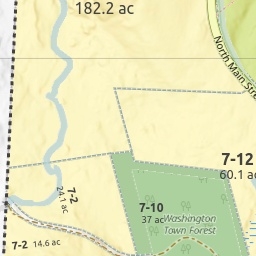 182.2 ac
North Main Stre
7-12
60.1 a
7-2
24.1 ac
7-10
37 ac
Washington
Town Forest
7-2 14.6 ac